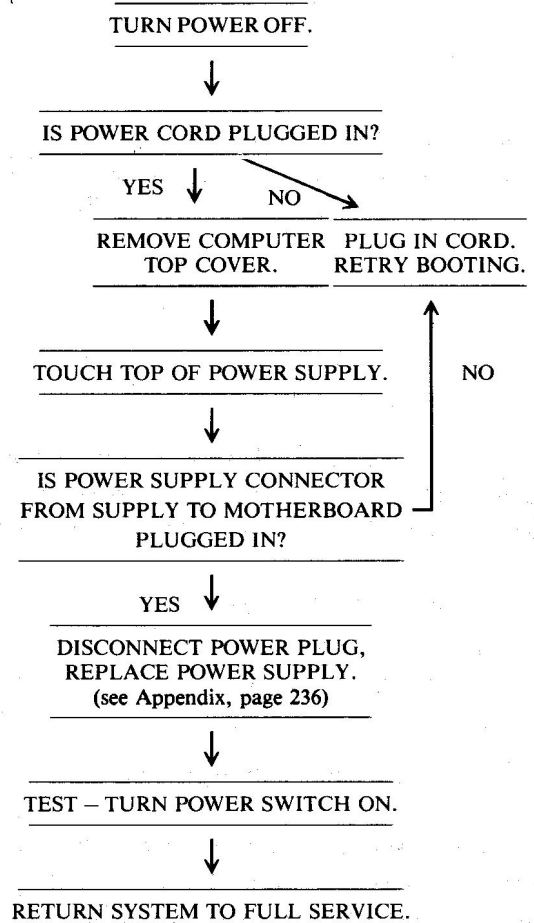 TURN POWER OFF.
IS POWER CORD PLUGGED IN?
YES
NO
REMOVE COMPUTER
TOP COVER.
PLUG IN CORD.
RETRY BOOTING.
TOUCH TOP OF POWER SUPPLY.
NO
IS POWER SUPPLY CONNECTOR
FROM SUPPLY TO MOTHERBOARD
PLUGGED IN?
YES
DISCONNECT POWER PLUG,
REPLACE POWER SUPPLY.
(see Appendix, page 236)
TEST – TURN POWER SWITCH ON.
RETURN SYSTEM TO FULL SERVICE.